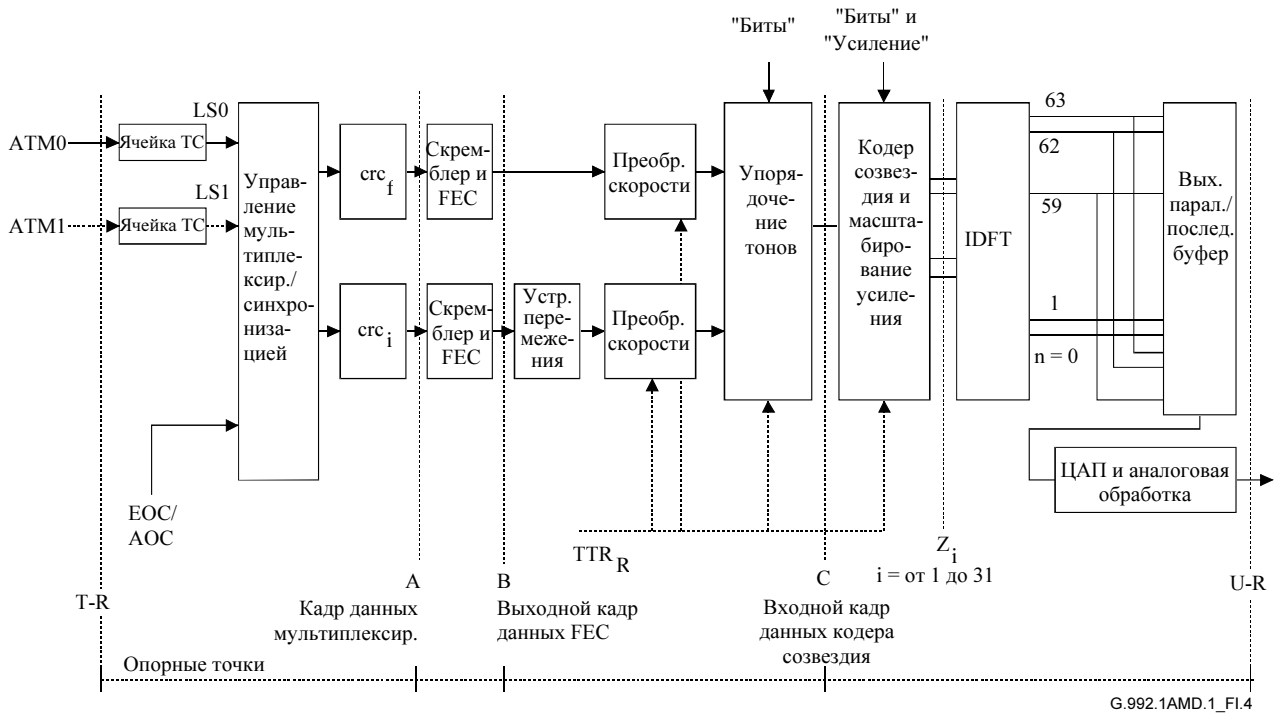 "Биты"
"Биты" и
"Усиление"
LS0
ATM0
Ячейка TC
LS1
ATM1
Ячейка TC
Управ-
ление
муль-
типле-
ксир./
синхро-
низа-
цией
crc f
Скрем-
блер и
FEC
Преобр.
скорости
crc i
Скрем-
блер и
FEC
Устр.
пере-
меже-
ния
Преобр.
скорости
Упоря-
дoче-
ние
тонов
Кодер
созвез-
дия и
масшта-
биро-
вание
усиле-
ния
IDFT
63
62
59
1
n = 0
Вых.
парал./
послед.
буфер
ЦАП и аналоговая
обработка
EOC/
AOC
TTR R
Z i
i = от 1 до 31
T-R
A
Кадр данных
мультиплексир.
B
Выходной кадр
данных FEC
C
Входной кадр
данных кодера
созвездия
U-R
Опорные точки
G.992.1AMD.1_FI.4